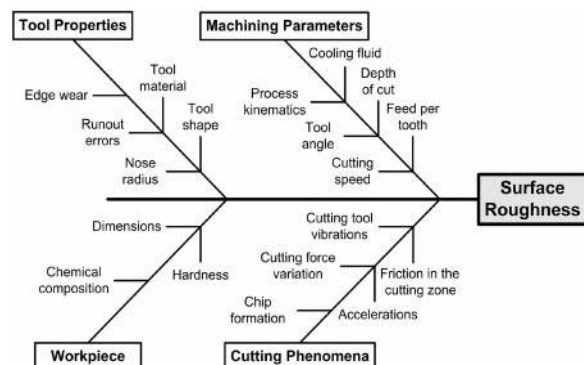 Tool Properties
Machining Parameters
Cooling fluid
Tool
material
Depth
of cut
Edge wear
Process
kinematics
Tool
shape
Feed per
tooth
Runout
errors
Tool
angle
Nose
radius
Cutting
speed
Surface
Roughness
Dimensions
Cutting tool
vibrations
Chemical
composition
Hardness
Cutting force
variation
Friction in the
cutting zone
Chip
formation
Accelerations
Workpiece
Cutting Phenomena